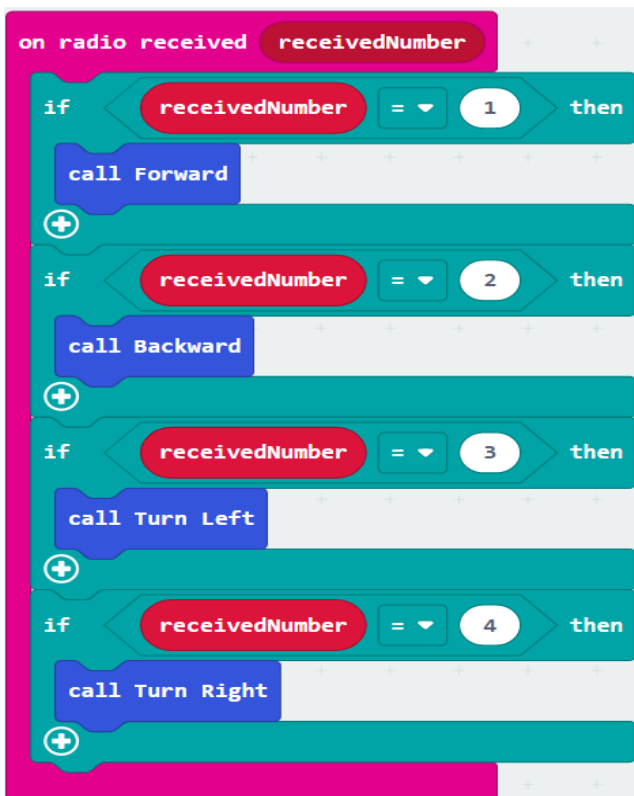 on radio received receivedNumber
if receivedNumber = 1 then
call Forward
if receivedNumber = 2 then
call Backward
if receivedNumber = 3 then
call Turn Left
if receivedNumber = 4 then
call Turn Right